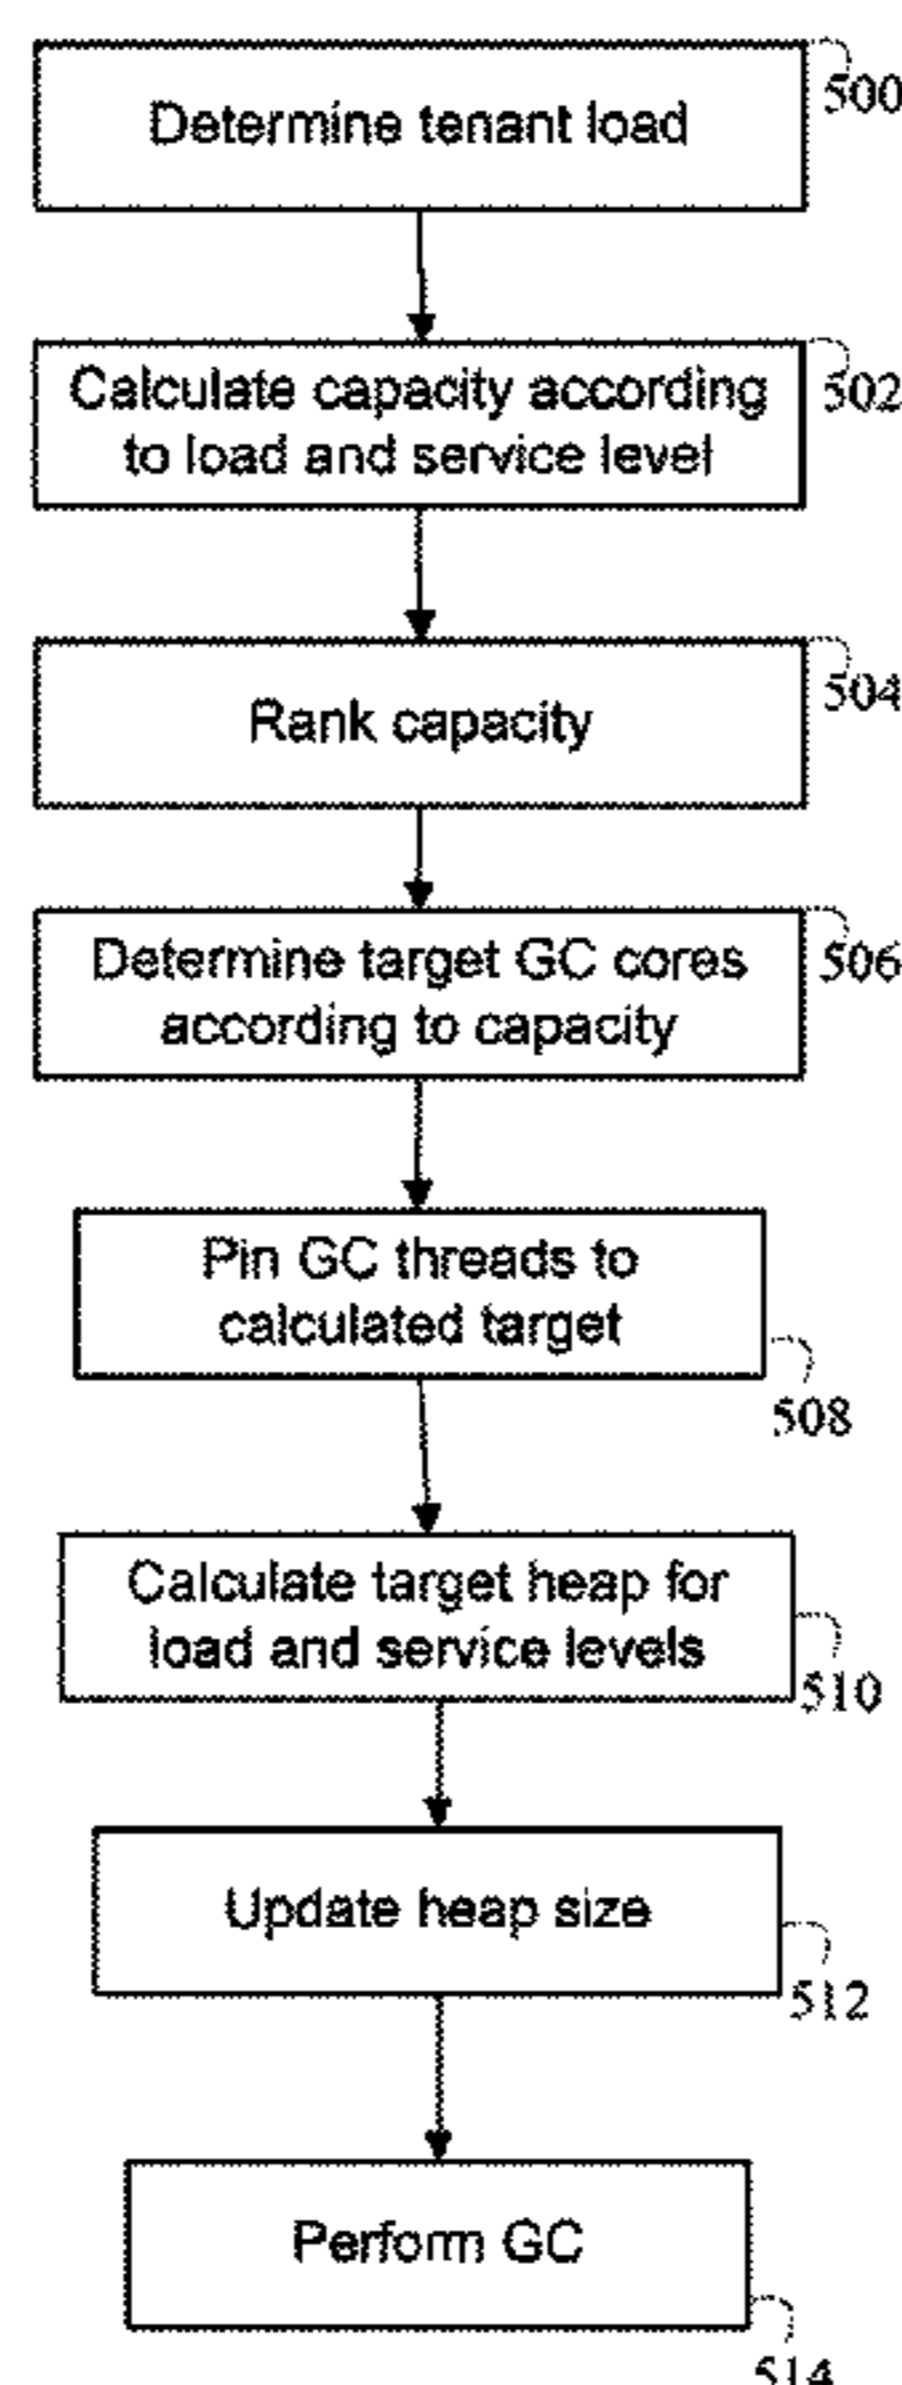 Determine tenant load
500
Calculate capacity according
to load and service level
502
Rank capacity
504
Determine target GC cores
according to capacity
506
Pin GC threads to
calculated target
508
Calculate target heap for
load and service levels
510
Update heap size
512
Perform GC
514